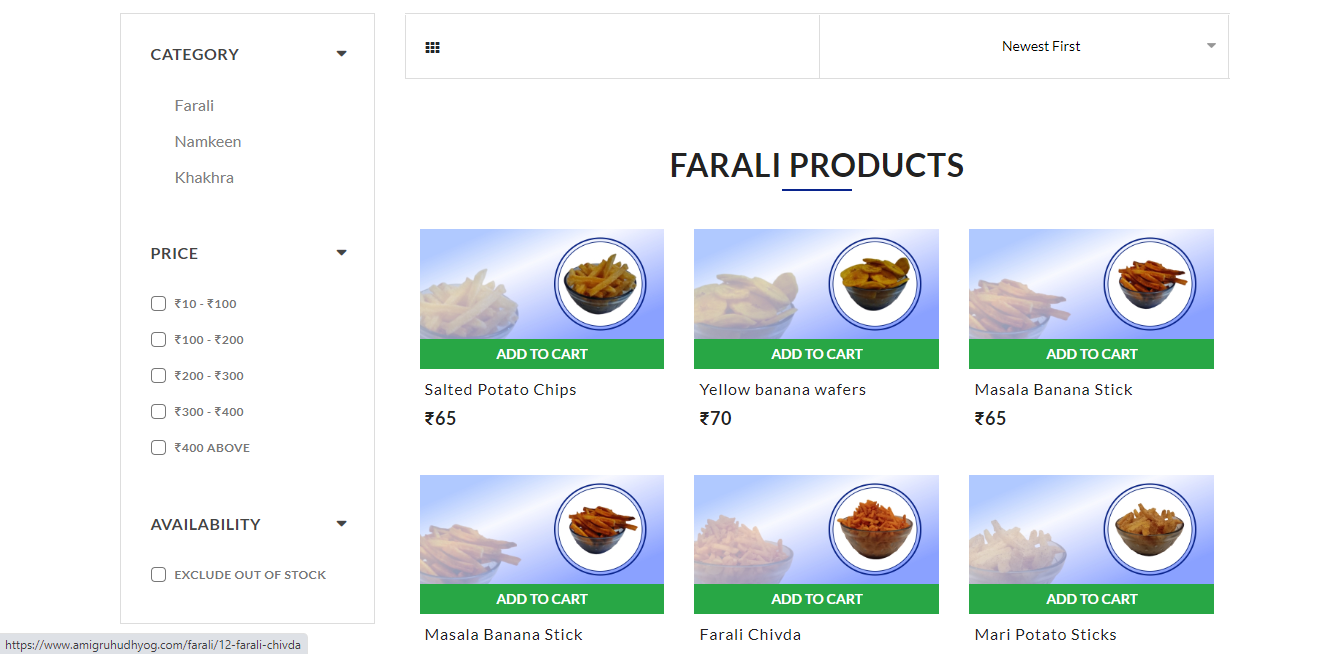 CATEGORY
Farali
Namkeen
Khakhra
PRICE
₹10 - ₹100
₹100 - ₹200
₹200 - ₹300
₹300 - ₹400
₹400 ABOVE
AVAILABILITY
EXCLUDE OUT OF STOCK
Newest First
FARALI PRODUCTS
ADD TO CART
Salted Potato Chips
₹65
ADD TO CART
Yellow banana wafers
₹70
ADD TO CART
Masala Banana Stick
₹65
ADD TO CART
Masala Banana Stick
ADD TO CART
Farali Chivda
ADD TO CART
Mari Potato Sticks
https://www.amigruhudhyog.com/farali/12-farali-chivda